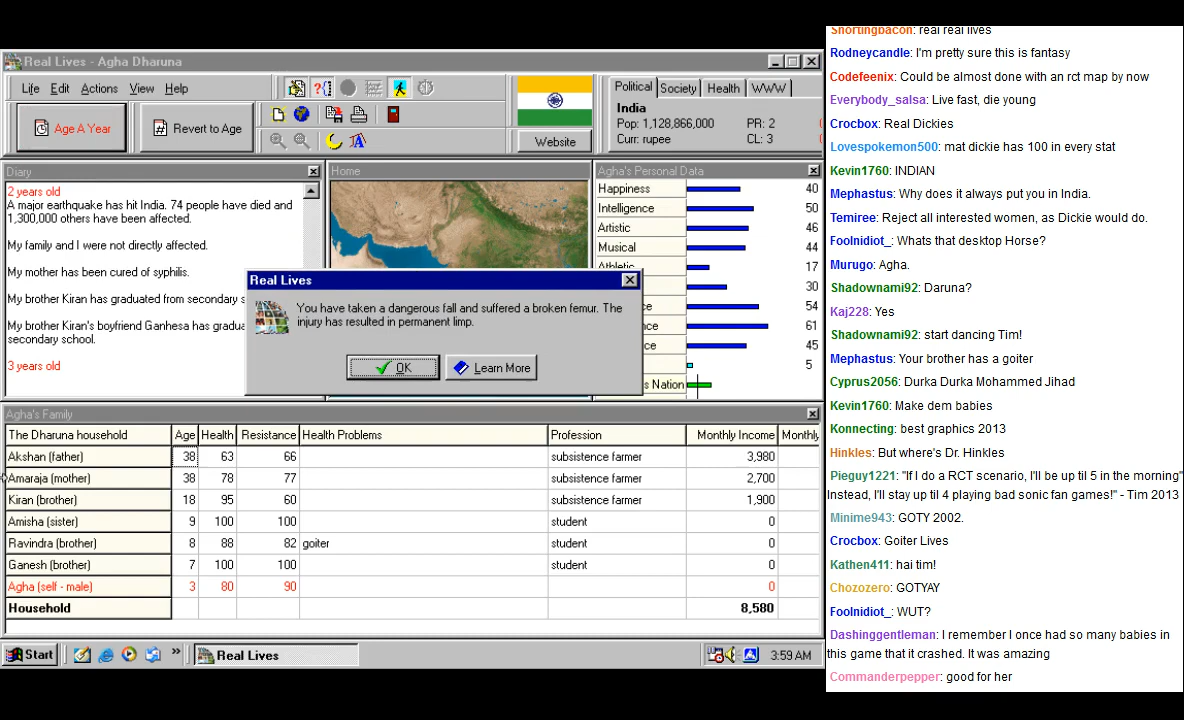 Real Lives - Agha Dharuna
Life Edit Actions View Help
Age A Year
Revert to Age
Website
Political Society Health WWW
India
Pop: 1,128,866,000 PR: 2
Curr: rupee CL: 3
Diary
2 years old
A major earthquake has hit India. 74 people have died and
1,300,000 others have been affected.
My family and I were not directly affected.
My mother has been cured of syphilis.
My brother Kiran has graduated from secondary s
My brother Kiran's boyfriend Ganhesa has gradua
secondary school.
3 years old
Home
Agha's Personal Data
Happiness 40
Intelligence 50
Artistic 46
Musical 44
Athletic 17
30
54
nce 61
ce 45
5
s Nation
Real Lives
You have taken a dangerous fall and suffered a broken femur. The
injury has resulted in permanent limp.
OK
Learn More
Agha's Family
The Dharuna household Age Health Resistance Health Problems Profession Monthly Income Monthly
Akshan (father) 38 63 66 subsistence farmer 3,980
Amaraja (mother) 38 78 77 subsistence farmer 2,700
Kiran (brother) 18 95 60 subsistence farmer 1,900
Amisha (sister) 9 100 100 student 0
Ravindra (brother) 8 88 82 goiter student 0
Ganesh (brother) 7 100 100 student 0
Agha (self - male) 3 80 90 0
Household 8,580
Start
Real Lives
3:59 AM
Shortingbacon: real real lives
Rodneycandle: I'm pretty sure this is fantasy
Codefeenix: Could be almost done with an rct map by now
Everybody_salsa: Live fast, die young
Crocbox: Real Dickies
Lovespokemon500: mat dickie has 100 in every stat
Kevin1760: INDIAN
Mephastus: Why does it always put you in India.
Temiree: Reject all interested women, as Dickie would do.
Foolnidiot_: Whats that desktop Horse?
Murugo: Agha.
Shadownami92: Daruna?
Kaj228: Yes
Shadownami92: start dancing Tim!
Mephastus: Your brother has a goiter
Cyprus2056: Durka Durka Mohammed Jihad
Kevin1760: Make dem babies
Konnecting: best graphics 2013
Hinkles: But where's Dr. Hinkles
Pieguy1221: "If I do a RCT scenario, I'll be up til 5 in the morning"
Instead, I'll stay up til 4 playing bad sonic fan games!" - Tim 2013
Minime943: GOTY 2002.
Crocbox: Goiter Lives
Kathen411: hai tim!
Chozozero: GOTYAY
Foolnidiot_: WUT?
Dashinggentleman: I remember I once had so many babies in
this game that it crashed. It was amazing
Commanderpepper: good for her